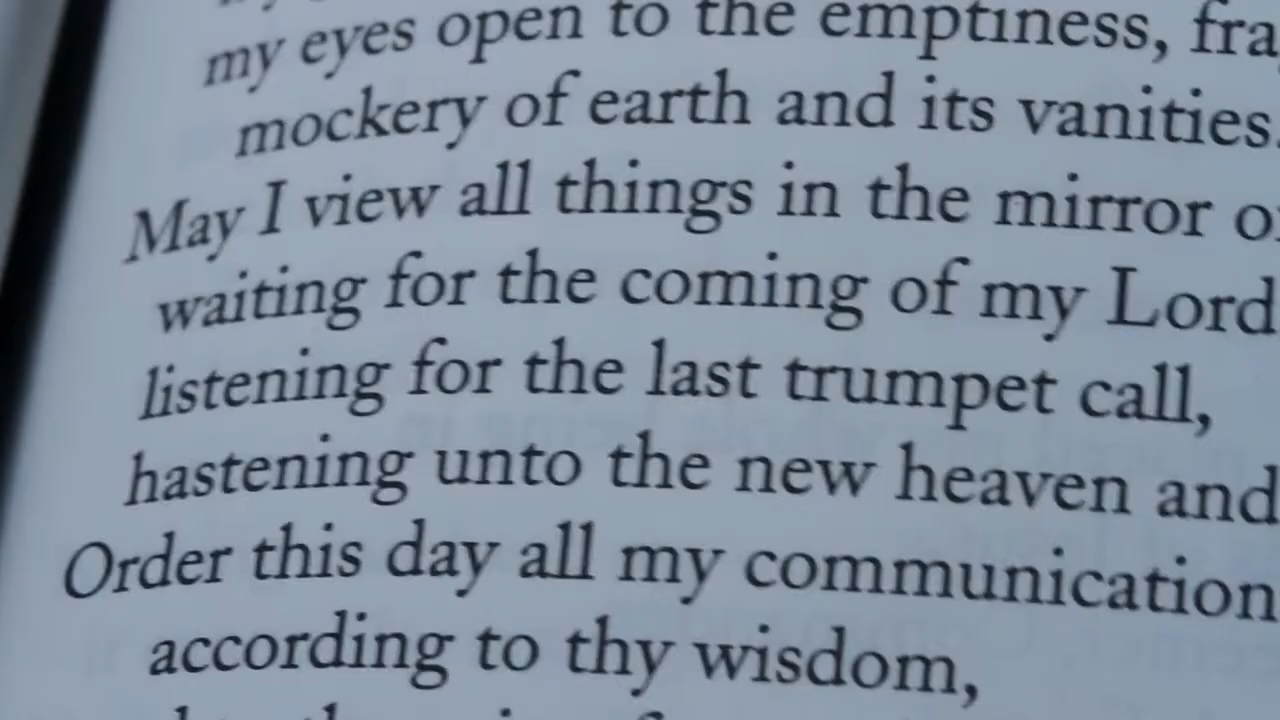 my eyes open to the emptiness,
mockery of earth and its vanities.
May I view all things in the mirror
waiting for the coming of my Lord
listening for the last trumpet call,
hastening unto the new heaven and
Order this day all my communication
according to thy wisdom,